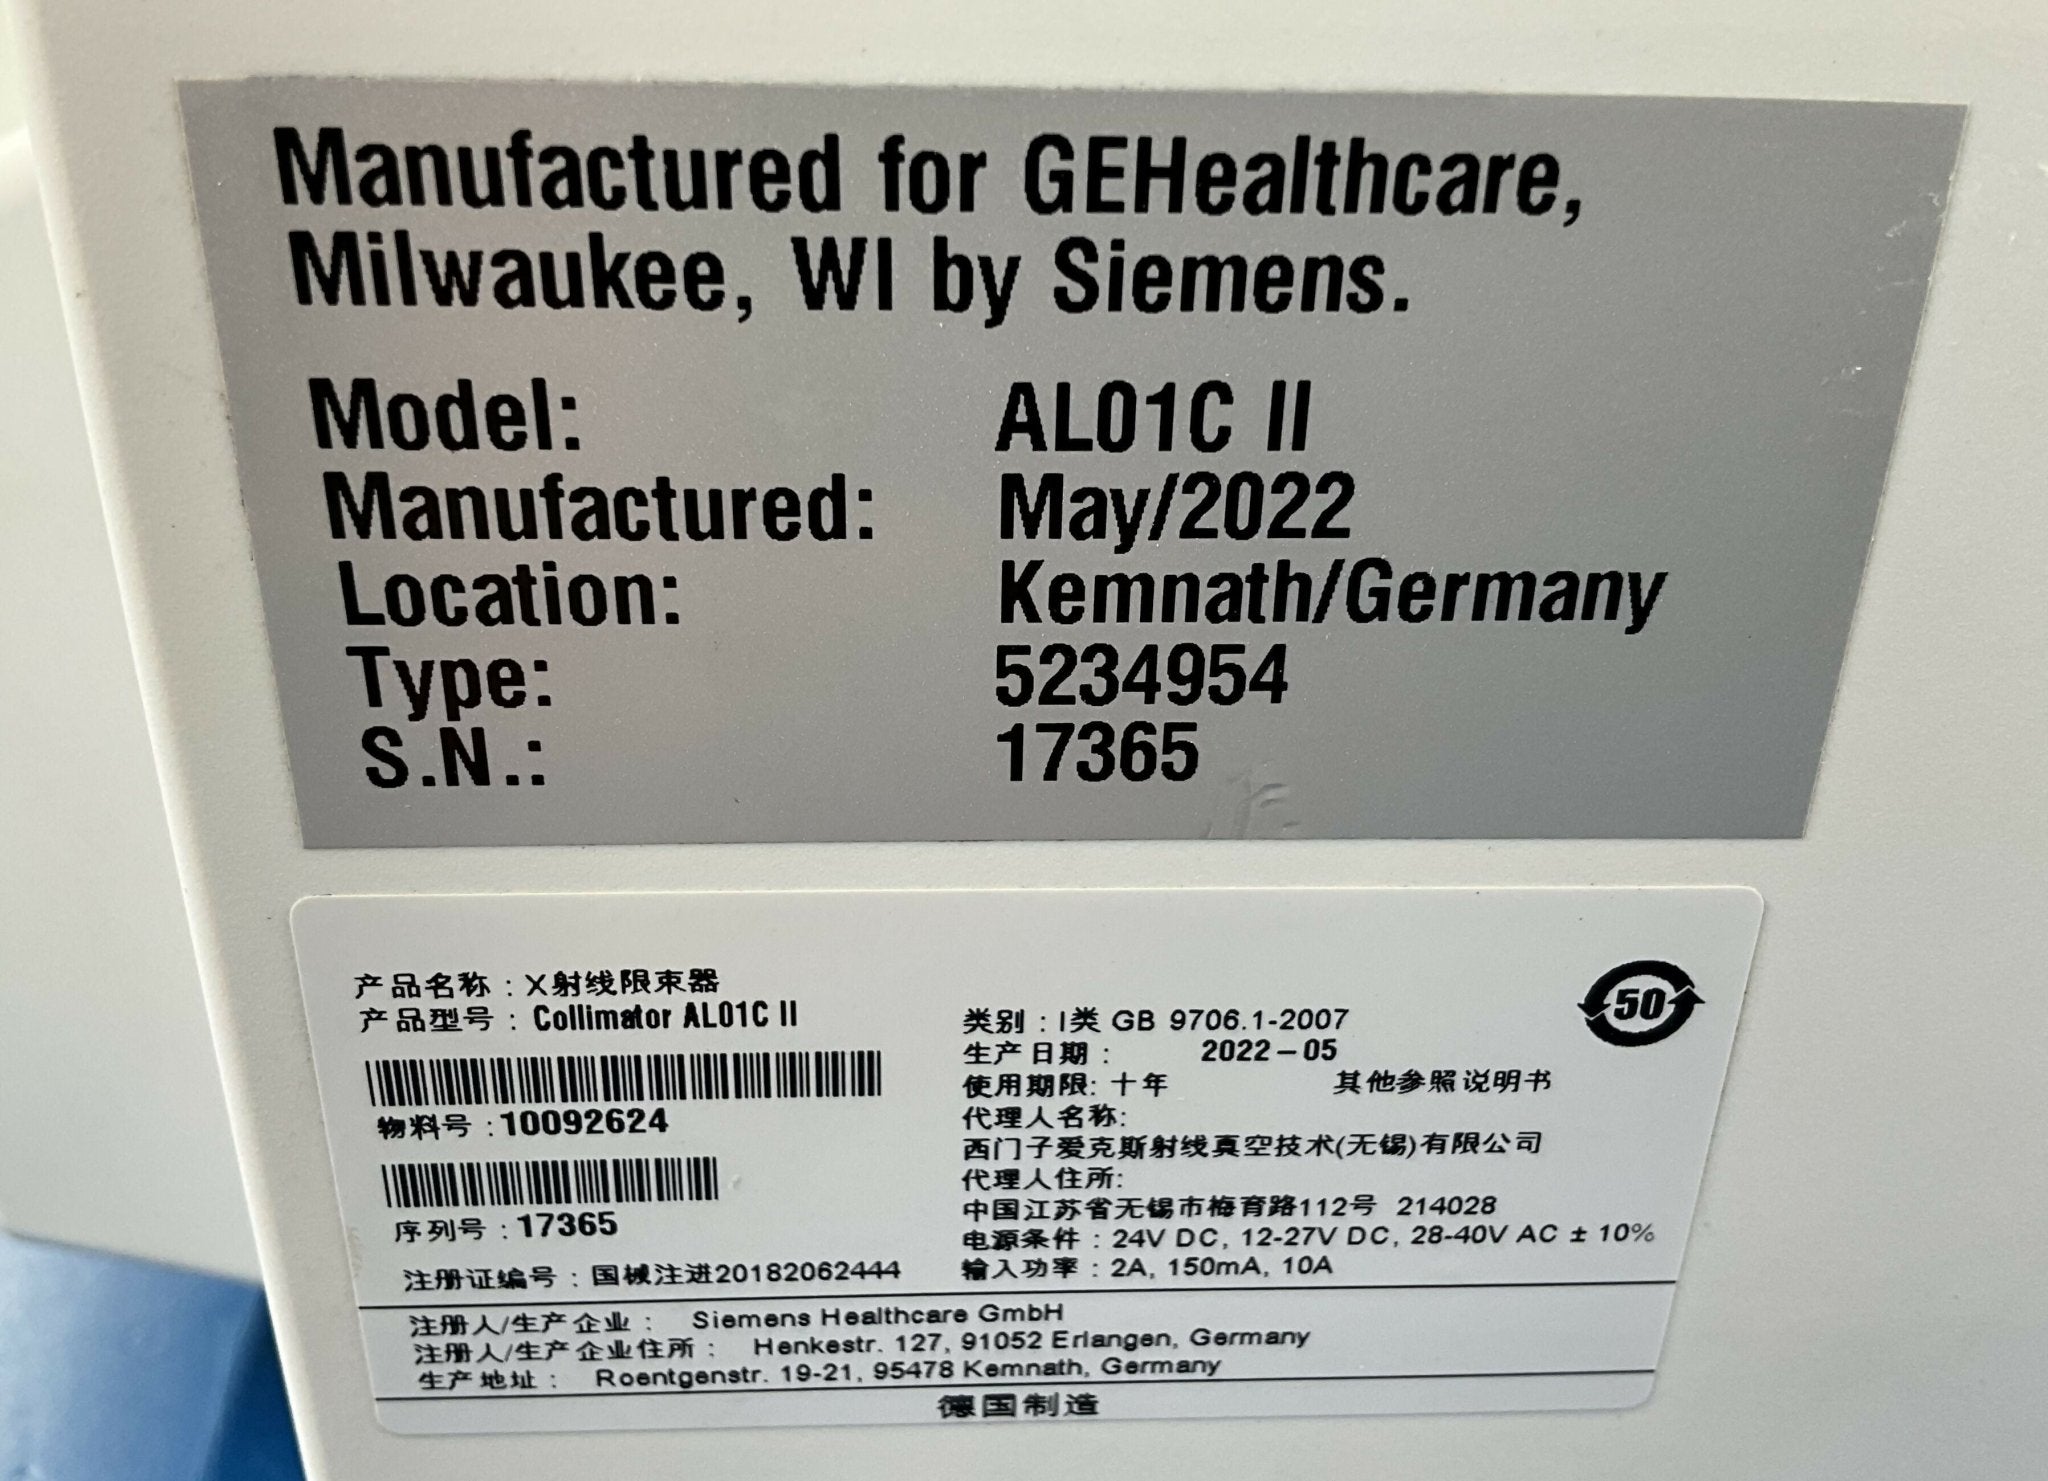 Manufactured for GEHealthcare,
Milwaukee, WI by Siemens.
Model: AL01C II
Manufactured: May/2022
Location: Kemnath/Germany
Type: 5234954
S.N.: 17365
产品名称：X射线限束器
产品型号：Collimator AL01C II
物料号：10092624
序列号：17365
注册证编号：国械注进20182062444
50
类别：I类 GB 9706.1-2007
生产日期： 2022-05
使用期限: 十年 其他参照说明书
代理人名称:
西门子爱克斯射线真空技术(无锡)有限公司
代理人住所:
中国江苏省无锡市梅育路112号 214028
电源条件：24V DC, 12-27V DC, 28-40V AC ± 10%
输入功率：2A, 150mA, 10A
注册人/生产企业： Siemens Healthcare GmbH
注册人/生产企业住所： Henkestr. 127, 91052 Erlangen, Germany
生产地址： Roentgenstr. 19-21, 95478 Kemnath, Germany
德国制造